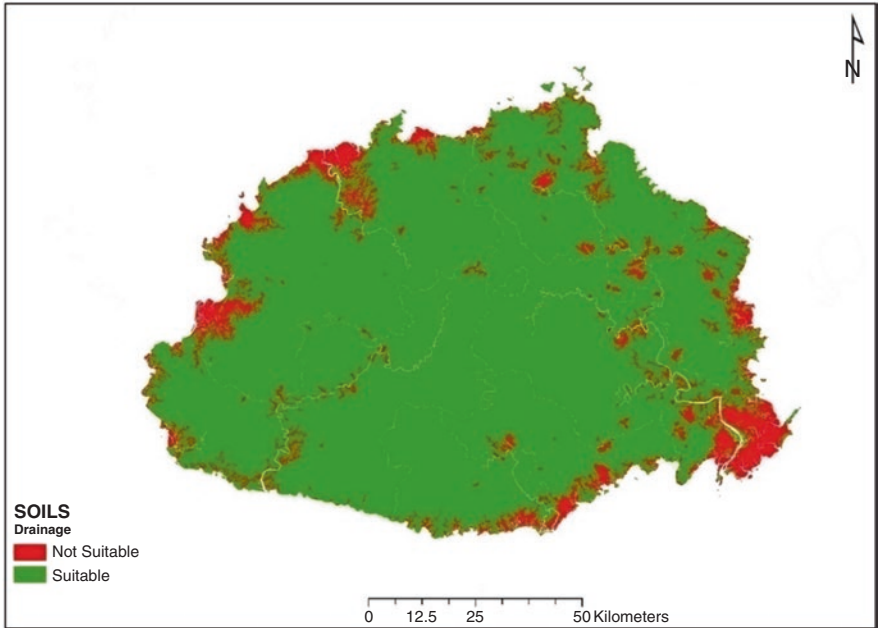 N
SOILS
Drainage
Not Suitable
Suitable
0 12.5 25 50 Kilometers